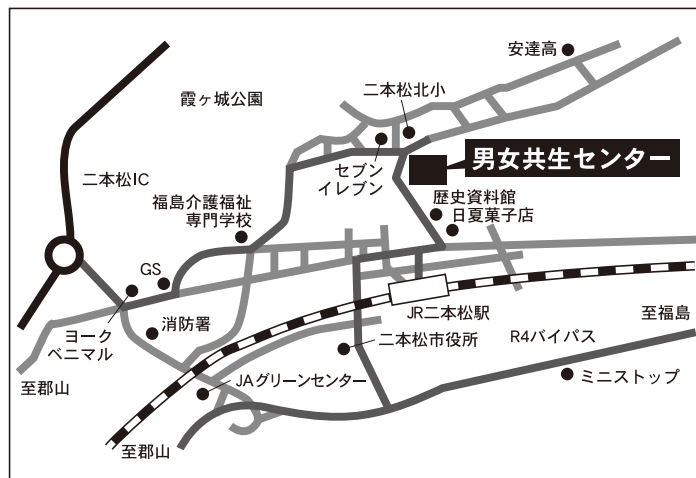 安達高
霞ヶ城公園
二本松北小
男女共生センター
セブン
イレブン
二本松IC
福島介護福祉
専門学校
歴史資料館
日夏菓子店
GS
JR二本松駅
至福島
消防署
ヨーク
ベニマル
二本松市役所
R4バイパス
至郡山
JAグリーンセンター
ミニストップ
至郡山